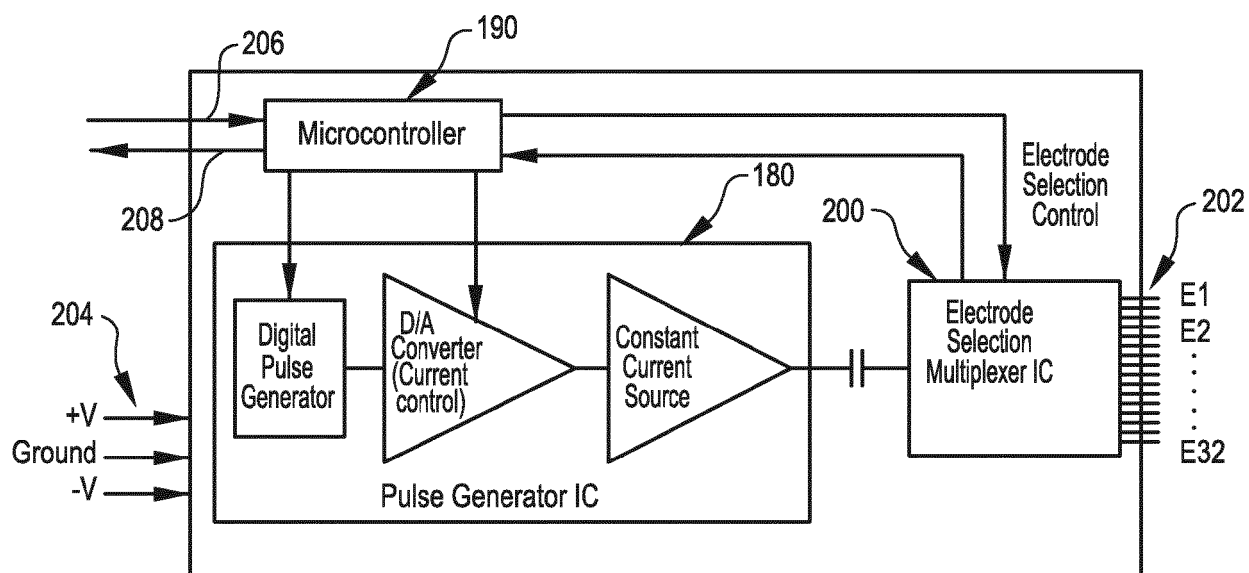 190
206
Microcontroller
208
180
Electrode
Selection
Control
200
202
Digital
Pulse
Generator
D/A
Converter
(Current
control)
Constant
Current
Source
Electrode
Selection
Multiplexer IC
E1
E2
E32
204
+V
Ground
-V
Pulse Generator IC